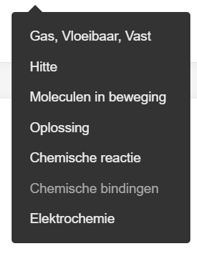 Gas, Vloeibaar, Vast
Hitte
Moleculen in beweging
Oplossing
Chemische reactie
Chemische bindingen
Elektrochemie